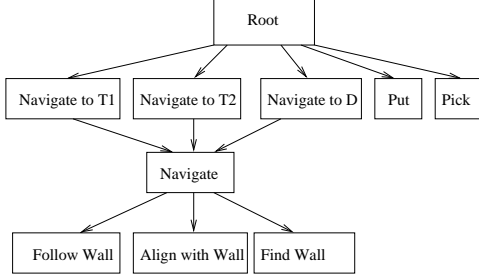 Root
Navigate to T1
Navigate to T2
Navigate to D
Put
Pick
Navigate
Follow Wall
Align with Wall
Find Wall